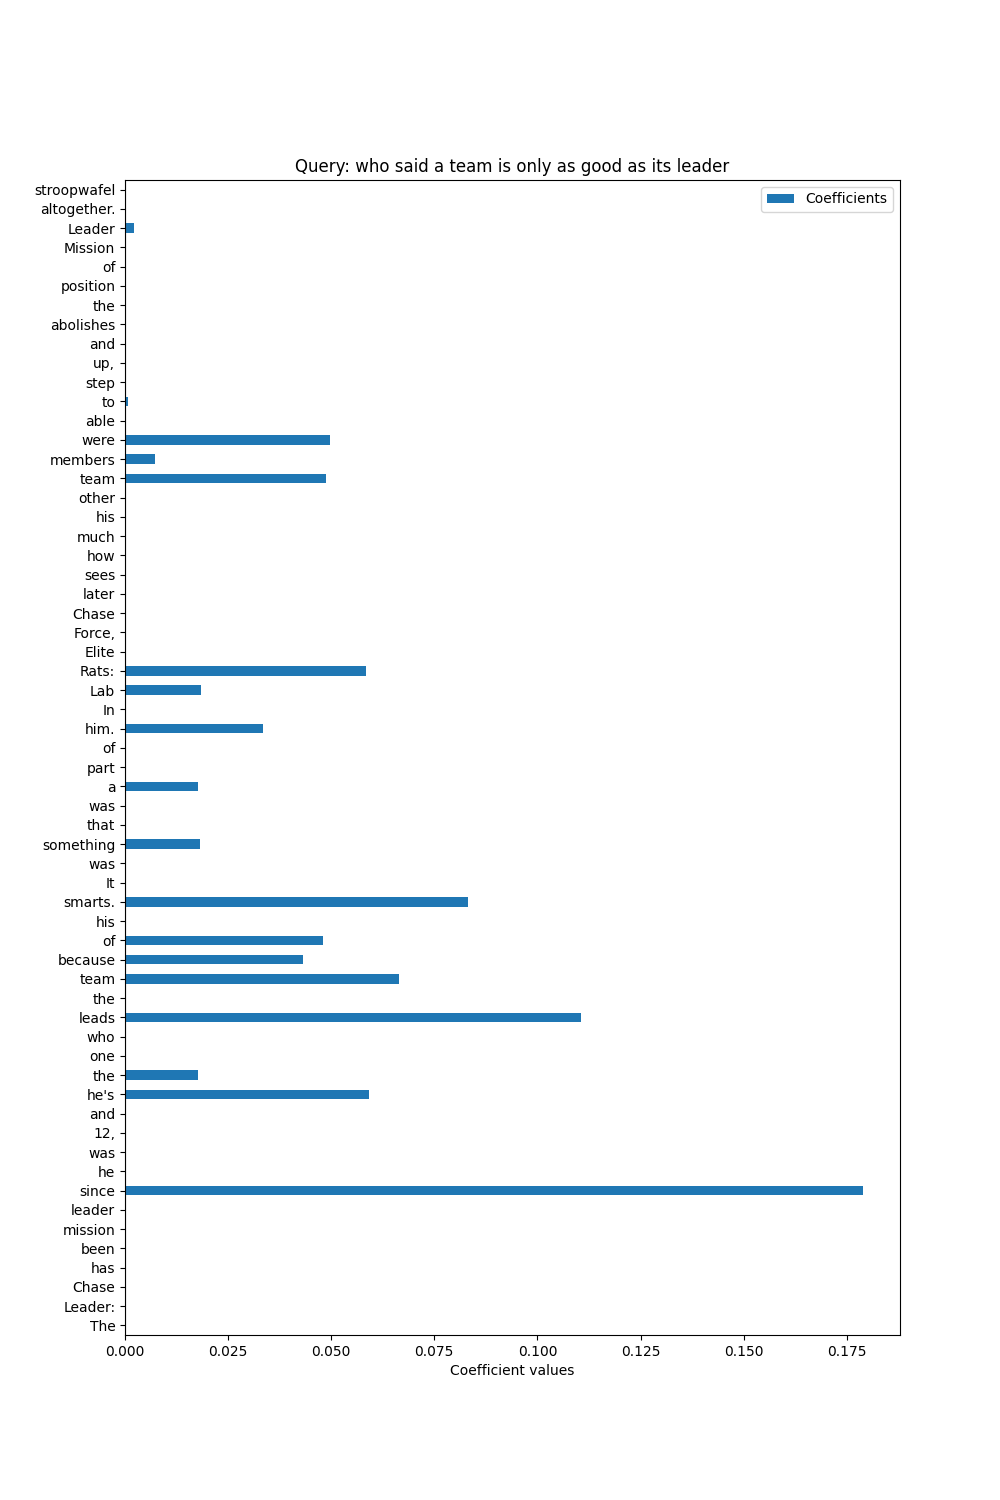 Query: who said a team is only as good as its leader
Coefficients
stroopwafel
altogether.
Leader
Mission
of
position
the
abolishes
and
up,
step
to
able
were
members
team
other
his
much
how
sees
later
Chase
Force,
Elite
Rats:
Lab
In
him.
of
part
a
was
that
something
was
It
smarts.
his
of
because
team
the
leads
who
one
the
he's
and
12,
was
he
since
leader
mission
been
has
Chase
Leader:
The
0.000 0.025 0.050 0.075 0.100 0.125 0.150 0.175
Coefficient values